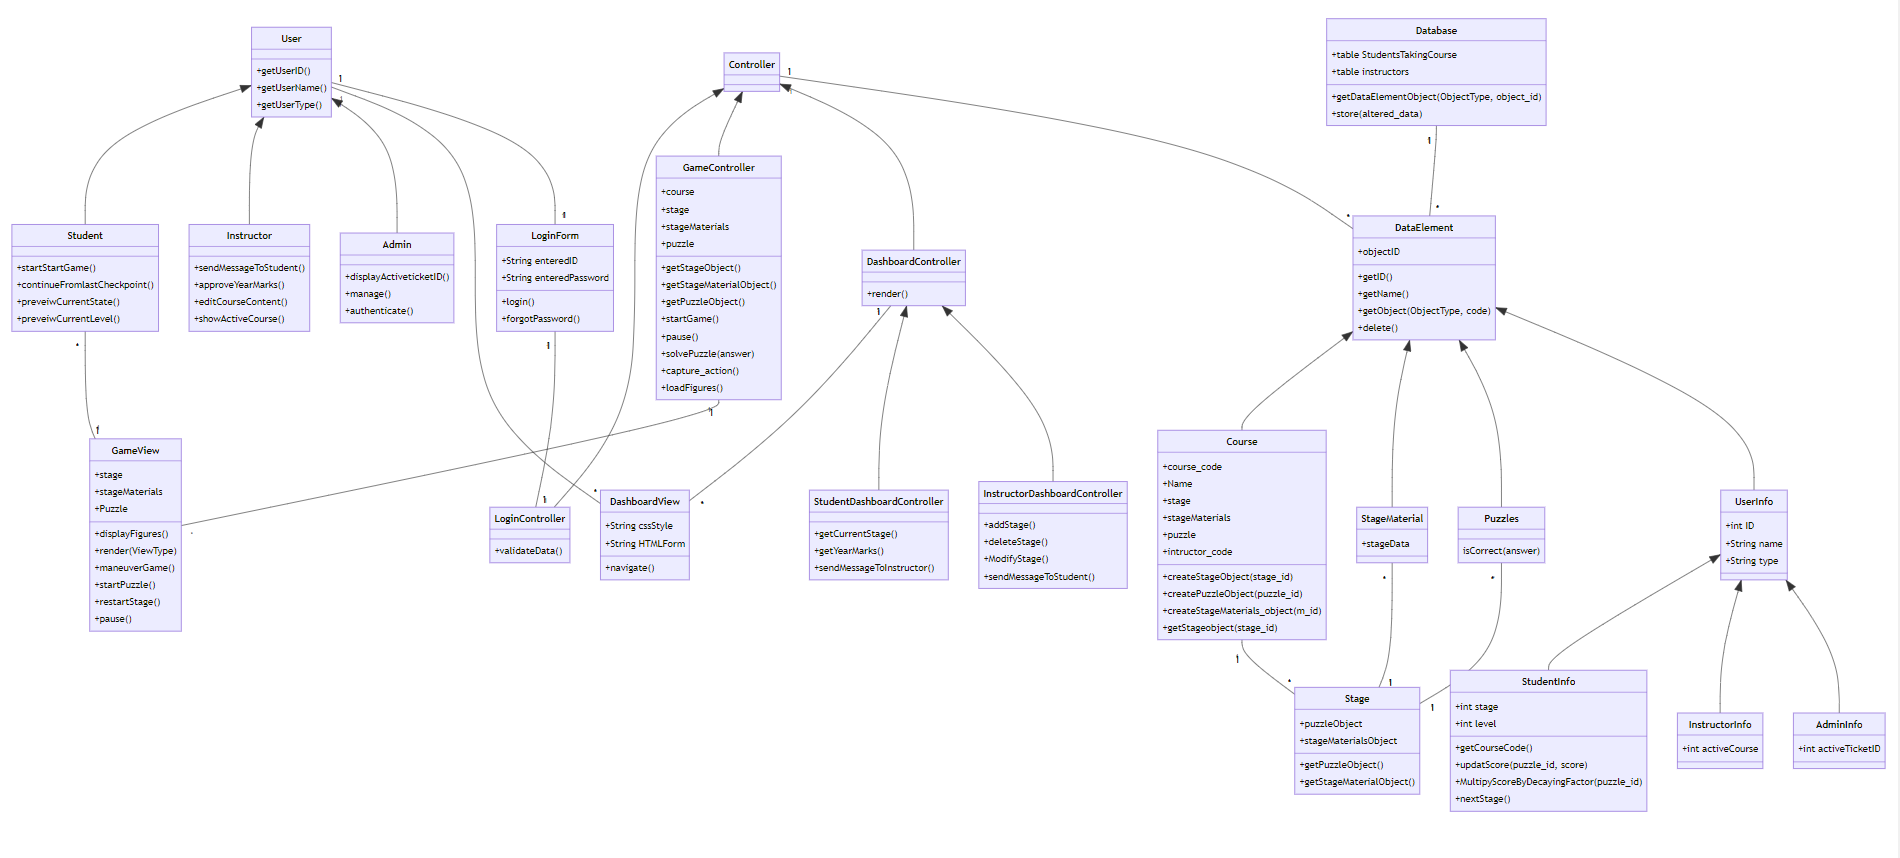 User
+getUserID()
+getUserName()
+getUserType()
1
1
Controller
1
1
Database
+table StudentsTakingCourse
+table instructors
+getDataElementObject(ObjectType, object_id)
+store(altered_data)
1
*
GameController
+course
+stage
+stageMaterials
+puzzle
+getStageObject()
+getStageMaterialObject()
+getPuzzleObject()
+startGame()
+pause()
+solvePuzzle(answer)
+capture_action()
+loadFigures()
1
Student
+startStartGame()
+continueFromlastCheckpoint()
+preveiwCurrentState()
+preveiwCurrentLevel()
*
Instructor
+sendMessageToStudent()
+approveYearMarks()
+editCourseContent()
+showActiveCourse()
Admin
+displayActiveticketID()
+manage()
+authenticate()
1
LoginForm
+String enteredID
+String enteredPassword
+login()
+forgotPassword()
1
DashboardController
+render()
1
*
DataElement
+objectID
+getID()
+getName()
+getObject(ObjectType, code)
+delete()
1
GameView
+stage
+stageMaterials
+Puzzle
+displayFigures()
+render(ViewType)
+maneuverGame()
+startPuzzle()
+restartStage()
+pause()
*
1
LoginController
+validateData()
*
DashboardView
+String cssStyle
+String HTMLForm
+navigate()
*
StudentDashboardController
+getCurrentStage()
+getYearMarks()
+sendMessageToInstructor()
InstructorDashboardController
+addStage()
+deleteStage()
+ModifyStage()
+sendMessageToStudent()
Course
+course_code
+Name
+stage
+stageMaterials
+puzzle
+intructor_code
+createStageObject(stage_id)
+createPuzzleObject(puzzle_id)
+createStageMaterials_object(m_id)
+getStageobject(stage_id)
1
StageMaterial
+stageData
*
Puzzles
isCorrect(answer)
*
UserInfo
+int ID
+String name
+String type
*
1
1
Stage
+puzzleObject
+stageMaterialsObject
+getPuzzleObject()
+getStageMaterialObject()
StudentInfo
+int stage
+int level
+getCourseCode()
+updatScore(puzzle_id, score)
+MultipyScoreByDecayingFactor(puzzle_id)
+nextStage()
InstructorInfo
+int activeCourse
AdminInfo
+int activeTicketID